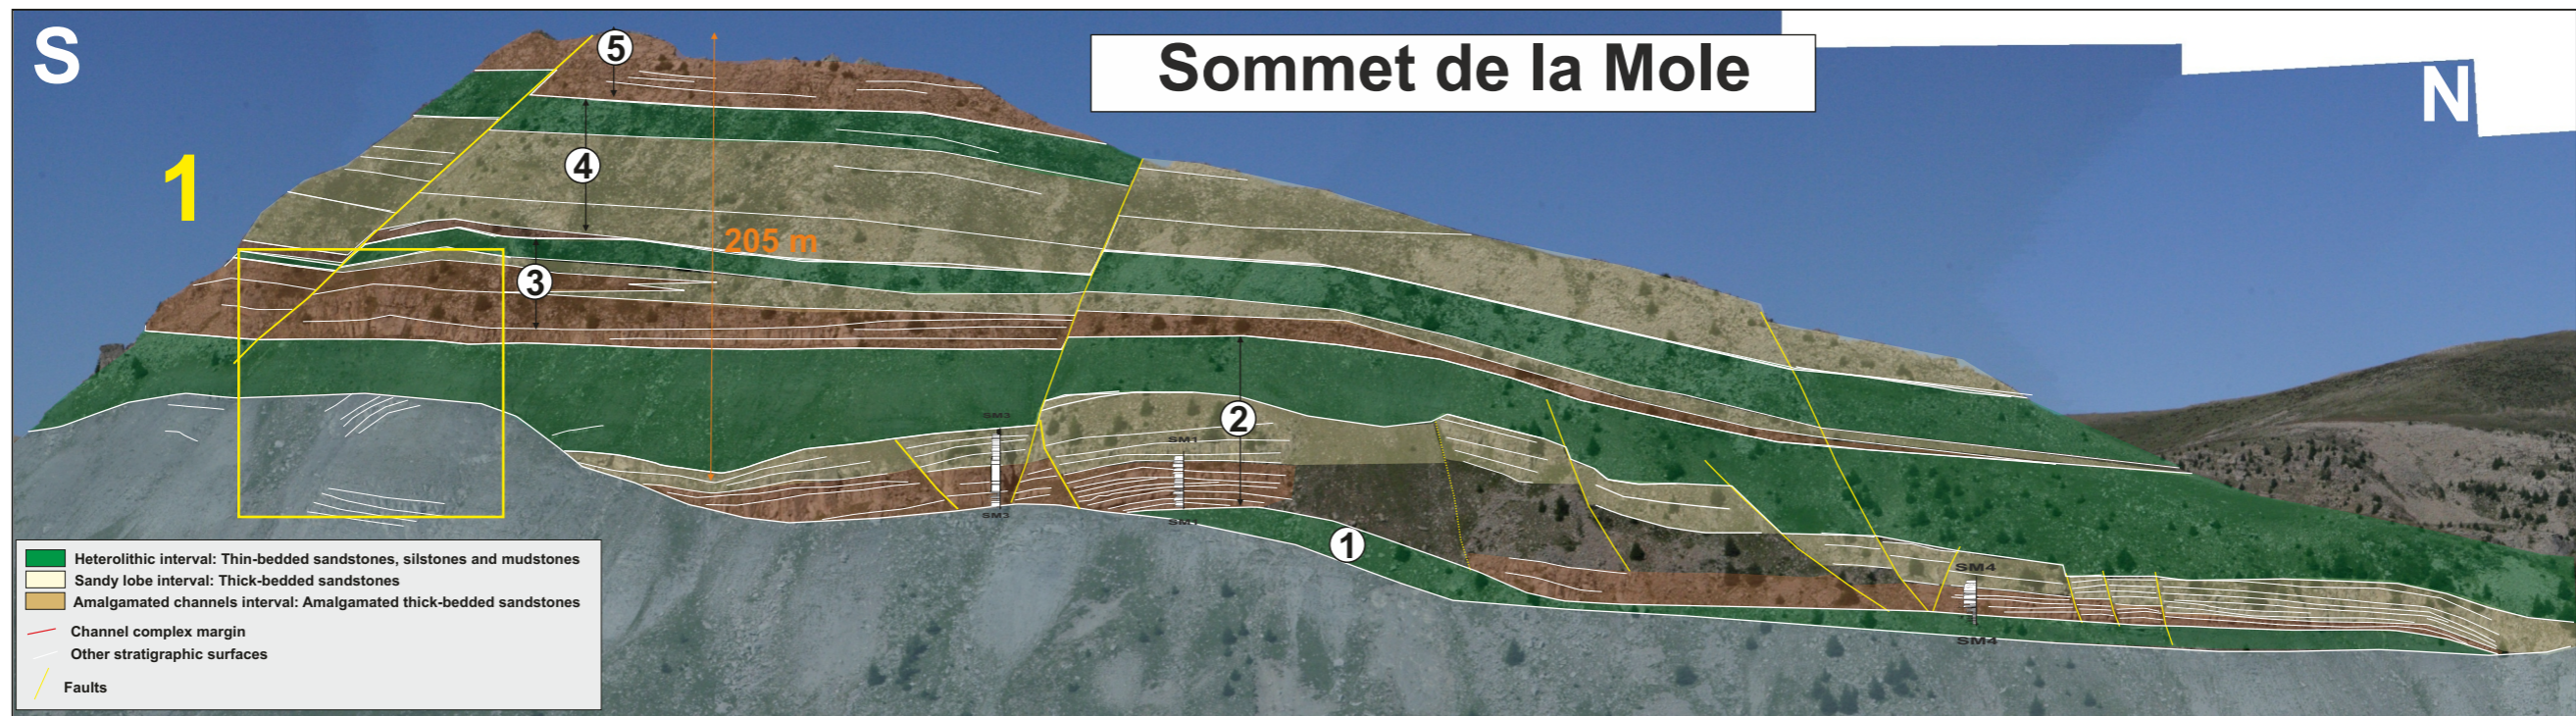 S
Sommet de la Mole
N
5
4
1
205 m
3
2
SM3
SM1
SM3
SM1
1
SM4
SM4
Heterolithic interval: Thin-bedded sandstones, silstones and mudstones
Sandy lobe interval: Thick-bedded sandstones
Amalgamated channels interval: Amalgamated thick-bedded sandstones
Channel complex margin
Other stratigraphic surfaces
Faults